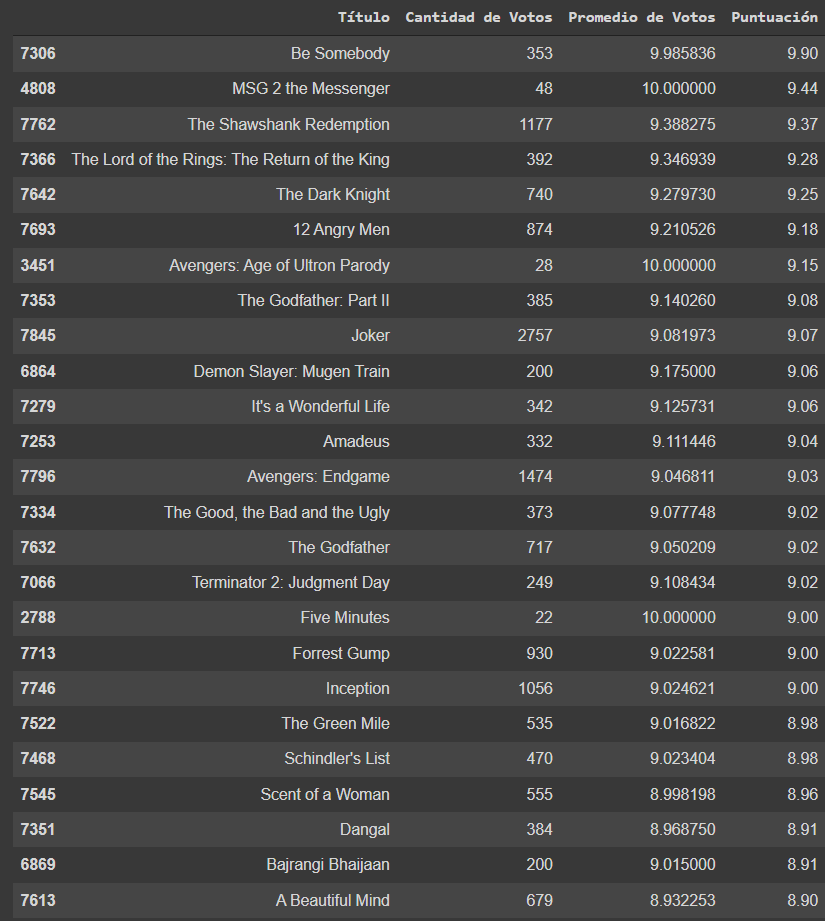 Título Cantidad de Votos Promedio de Votos Puntuación
7306 Be Somebody 353 9.985836 9.90
4808 MSG 2 the Messenger 48 10.000000 9.44
7762 The Shawshank Redemption 1177 9.388275 9.37
7366 The Lord of the Rings: The Return of the King 392 9.346939 9.28
7642 The Dark Knight 740 9.279730 9.25
7693 12 Angry Men 874 9.210526 9.18
3451 Avengers: Age of Ultron Parody 28 10.000000 9.15
7353 The Godfather: Part II 385 9.140260 9.08
7845 Joker 2757 9.081973 9.07
6864 Demon Slayer: Mugen Train 200 9.175000 9.06
7279 It's a Wonderful Life 342 9.125731 9.06
7253 Amadeus 332 9.111446 9.04
7796 Avengers: Endgame 1474 9.046811 9.03
7334 The Good, the Bad and the Ugly 373 9.077748 9.02
7632 The Godfather 717 9.050209 9.02
7066 Terminator 2: Judgment Day 249 9.108434 9.02
2788 Five Minutes 22 10.000000 9.00
7713 Forrest Gump 930 9.022581 9.00
7746 Inception 1056 9.024621 9.00
7522 The Green Mile 535 9.016822 8.98
7468 Schindler's List 470 9.023404 8.98
7545 Scent of a Woman 555 8.998198 8.96
7351 Dangal 384 8.968750 8.91
6869 Bajrangi Bhaijaan 200 9.015000 8.91
7613 A Beautiful Mind 679 8.932253 8.90